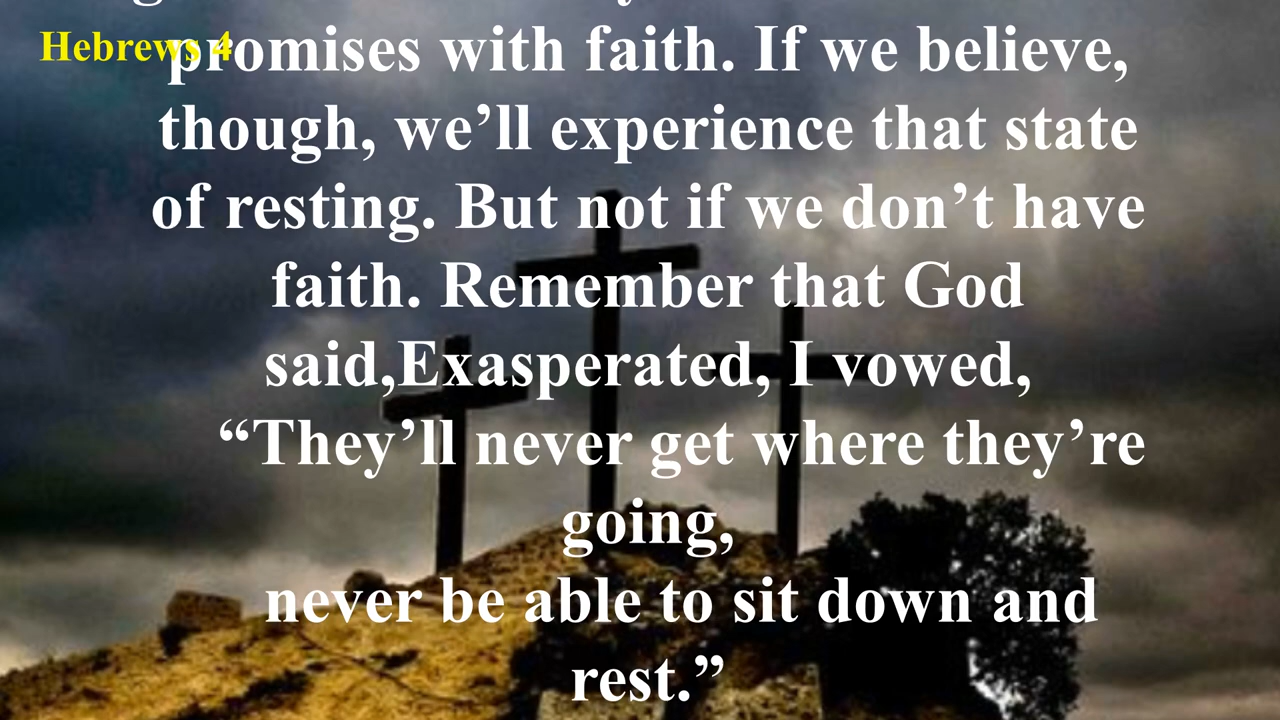 Hebrews 4
promises with faith. If we believe,
though, we’ll experience that state
of resting. But not if we don’t have
faith. Remember that God
said,Exasperated, I vowed,
“They’ll never get where they’re
going,
never be able to sit down and
rest.”